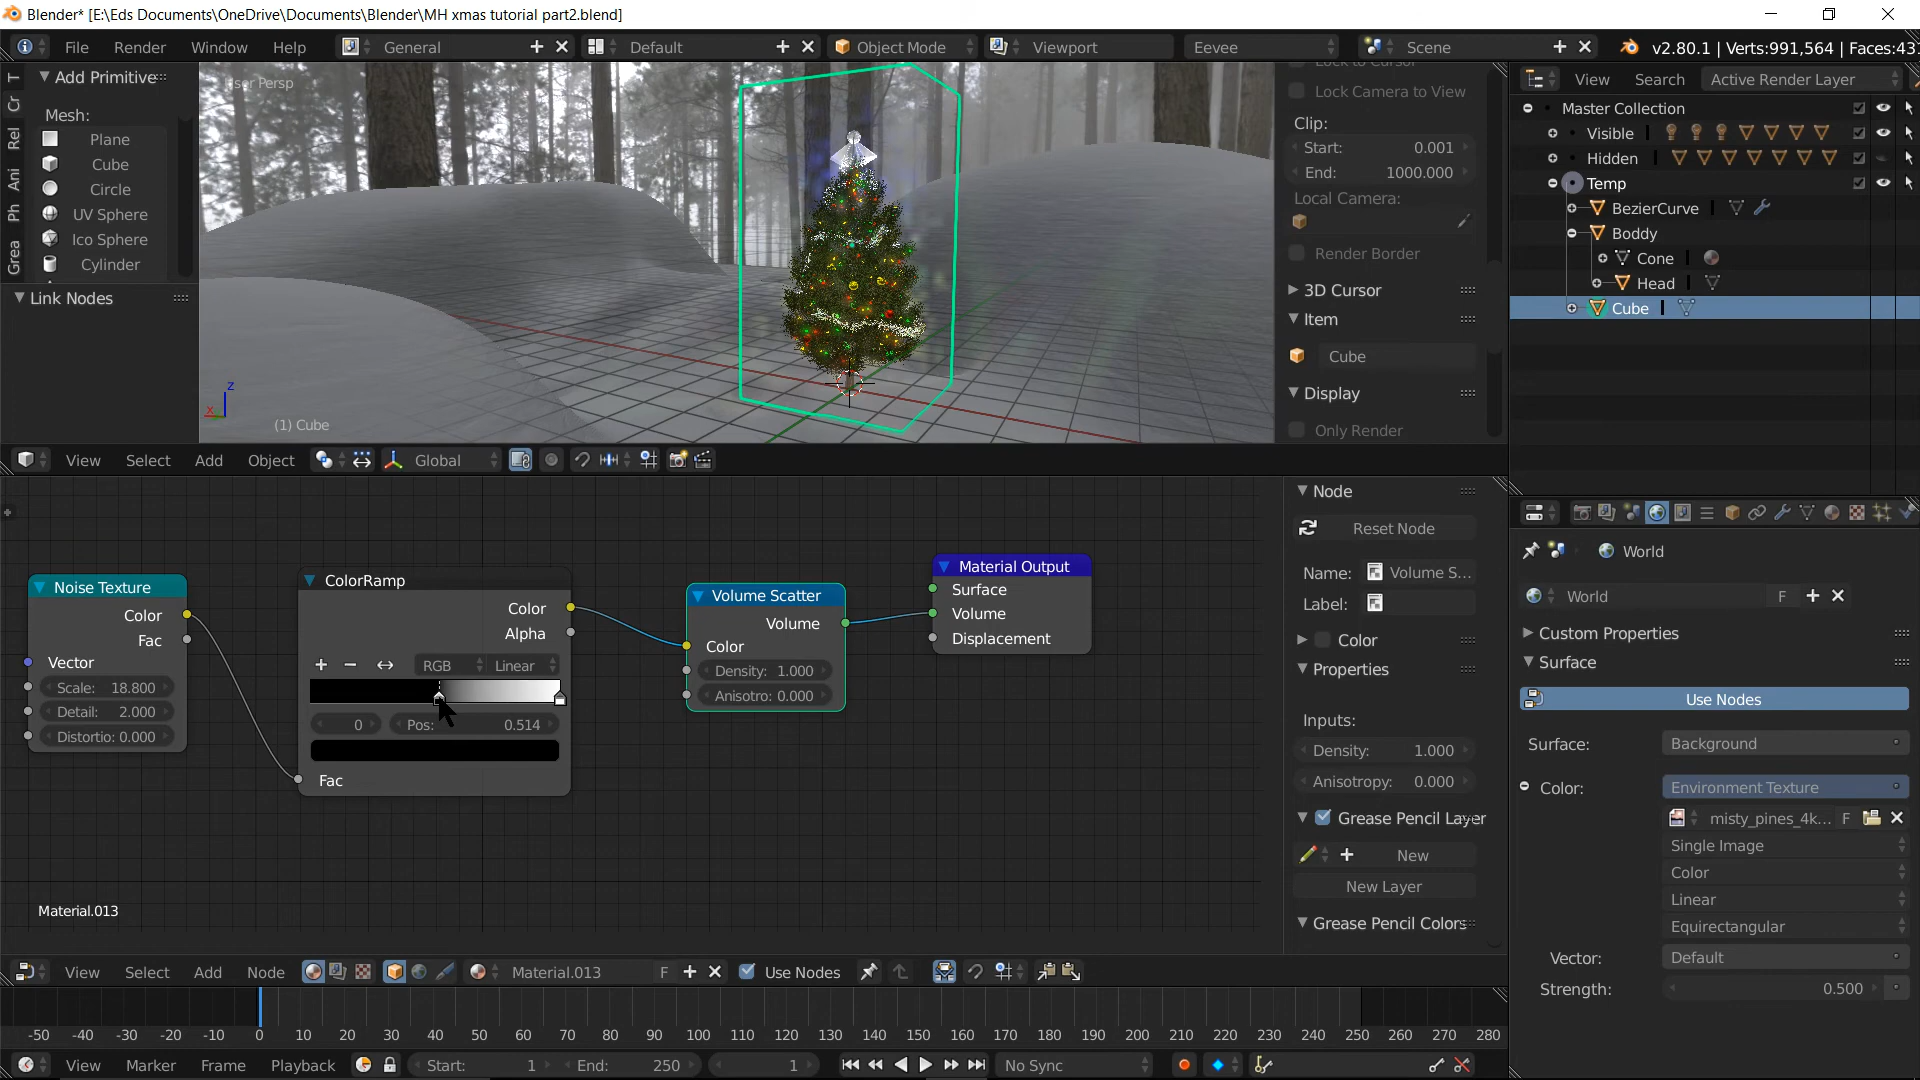 Blender* [E:\Eds Documents\OneDrive\Documents\Blender\MH xmas tutorial part2.blend]
File Render Window Help General Default Object Mode Viewport Eevee Scene v2.80.1 | Verts:991,564 | Faces:431
T
Cr
Rel
Ani
Ph
Grea
Add Primitive
Mesh:
Plane
Cube
Circle
UV Sphere
Ico Sphere
Cylinder
Link Nodes
User Persp
z
x
(1) Cube
Lock to Cursor
Lock Camera to View
Clip:
Start: 0.001
End: 1000.000
Local Camera:
Render Border
3D Cursor
Item
Cube
Display
Only Render
View Search Active Render Layer
Master Collection
Visible
Hidden
Temp
BezierCurve
Boddy
Cone
Head
Cube
View Select Add Object Global
Noise Texture
Color
Fac
Vector
Scale: 18.800
Detail: 2.000
Distortio: 0.000
ColorRamp
Color
Alpha
RGB Linear
0 Pos: 0.514
Fac
Volume Scatter
Volume
Color
Density: 1.000
Anisotro: 0.000
Material Output
Surface
Volume
Displacement
Material.013
Node
Reset Node
Name: Volume S...
Label:
Color
Properties
Inputs:
Density: 1.000
Anisotropy: 0.000
Grease Pencil Layer
New
New Layer
Grease Pencil Colors
World
World F
Custom Properties
Surface
Use Nodes
Surface: Background
Color: Environment Texture
misty_pines_4k... F
Single Image
Color
Linear
Equirectangular
Vector: Default
Strength: 0.500
View Select Add Node Material.013 F Use Nodes
-50 -40 -30 -20 -10 0 10 20 30 40 50 60 70 80 90 100 110 120 130 140 150 160 170 180 190 200 210 220 230 240 250 260 270 280
View Marker Frame Playback Start: 1 End: 250 1 No Sync